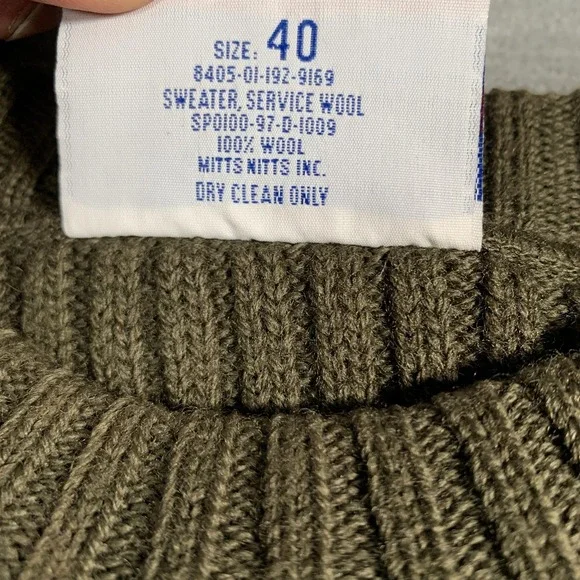 SIZE: 40
8405-01-192-9169
SWEATER, SERVICE WOOL
SP0100-97-D-1009
100% WOOL
MITTS NITTS INC.
DRY CLEAN ONLY